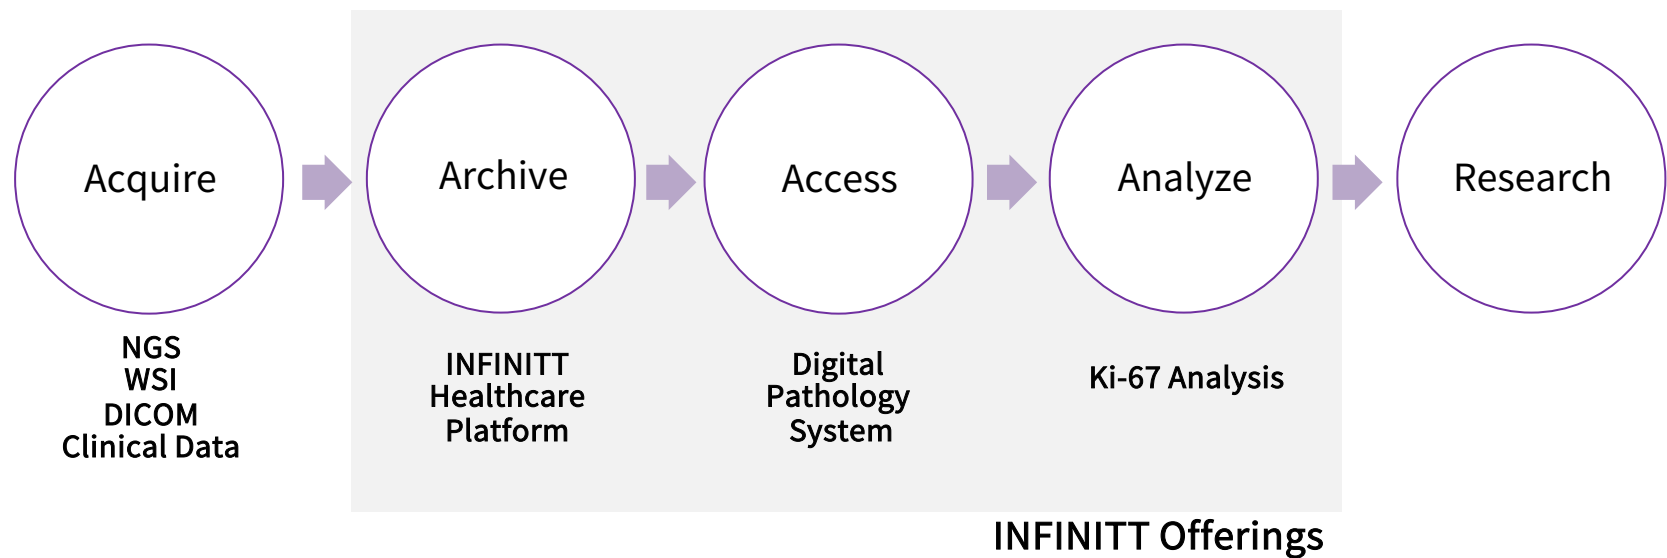 Acquire
Archive
Access
Analyze
Research
NGS
WSI
DICOM
Clinical Data
INFINITT
Healthcare
Platform
Digital
Pathology
System
Ki-67 Analysis
INFINITT Offerings